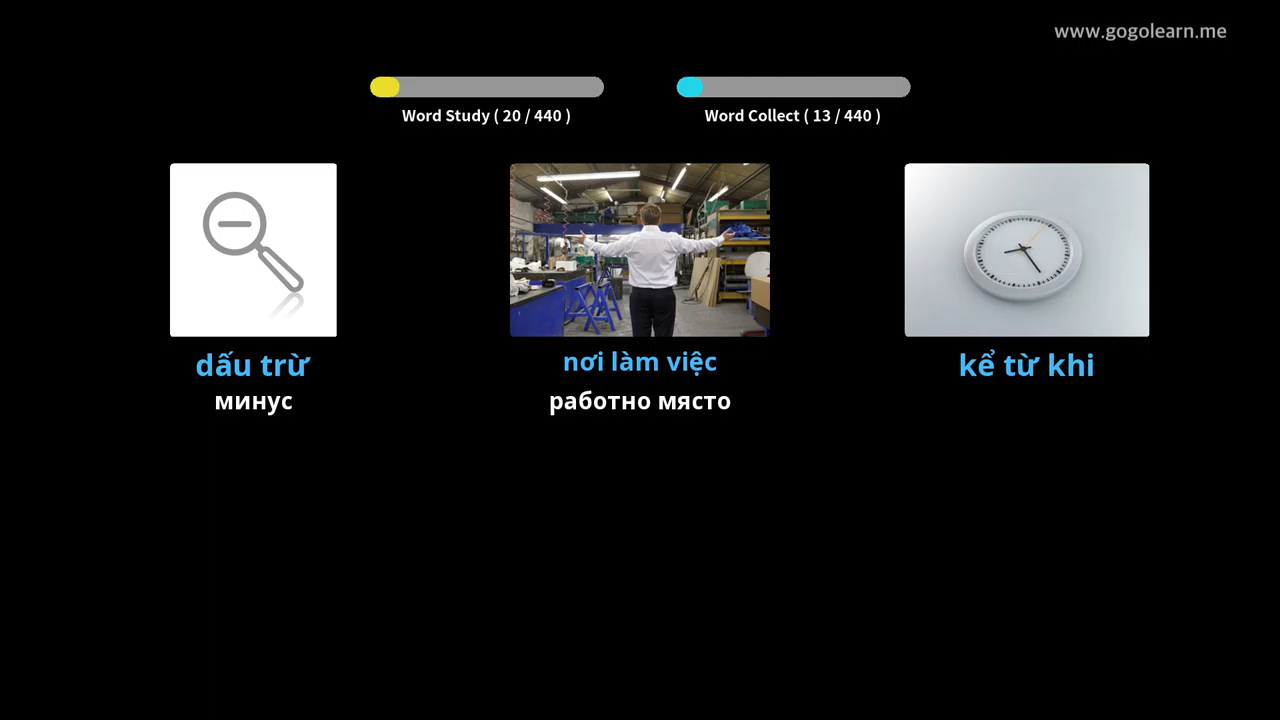 www.gogolearn.me
Word Study ( 20 / 440 )
Word Collect ( 13 / 440 )
dấu trừ
минус
nơi làm việc
работно място
kể từ khi